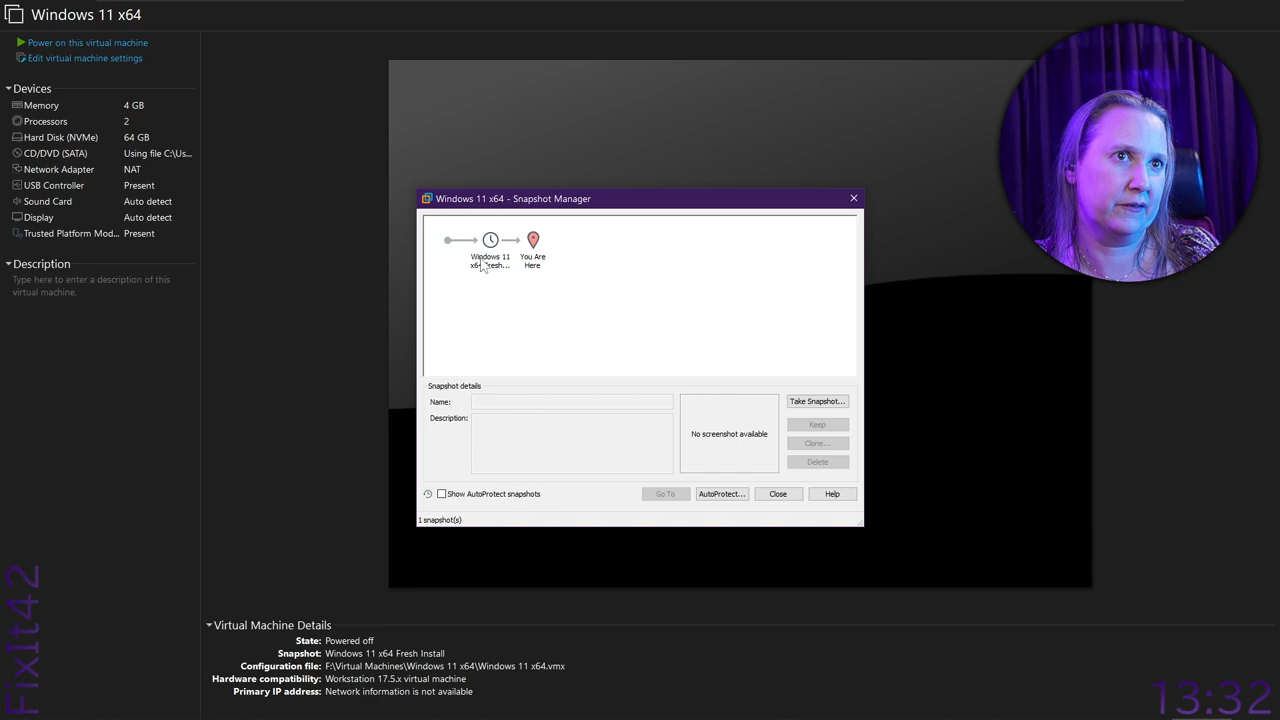 Windows 11 x64
Power on this virtual machine
Edit virtual machine settings
Devices
Memory 4 GB
Processors 2
Hard Disk (NVMe) 64 GB
CD/DVD (SATA) Using file C:\Us...
Network Adapter NAT
USB Controller Present
Sound Card Auto detect
Display Auto detect
Trusted Platform Mod... Present
Description
Type here to enter a description of this
virtual machine.
Windows 11 x64 - Snapshot Manager
Windows 11
x64 Fresh...
You Are
Here
Snapshot details
Name:
Description:
No screenshot available
Take Snapshot...
Keep
Clone...
Delete
Show AutoProtect snapshots
Go To
AutoProtect...
Close
Help
1 snapshot(s)
Virtual Machine Details
State: Powered off
Snapshot: Windows 11 x64 Fresh Install
Configuration file: F:\Virtual Machines\Windows 11 x64\Windows 11 x64.vmx
Hardware compatibility: Workstation 17.5.x virtual machine
Primary IP address: Network information is not available
FixIt42
13:32